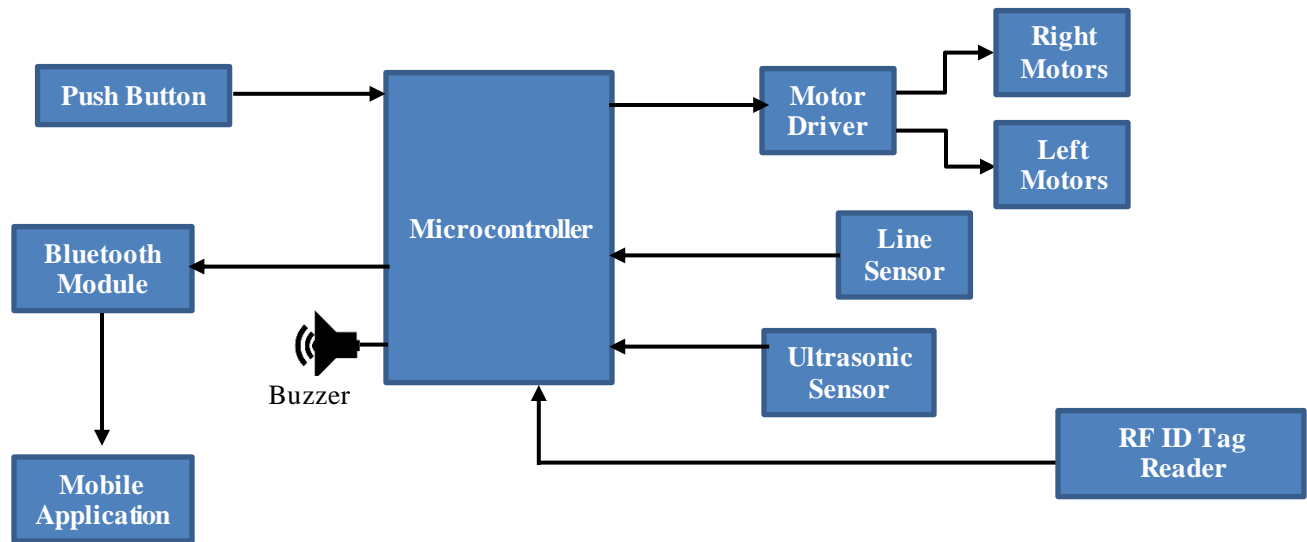 Push Button
Microcontroller
Motor
Driver
Right
Motors
Left
Motors
Bluetooth
Module
Line
Sensor
Buzzer
Ultrasonic
Sensor
Mobile
Application
RF ID Tag
Reader